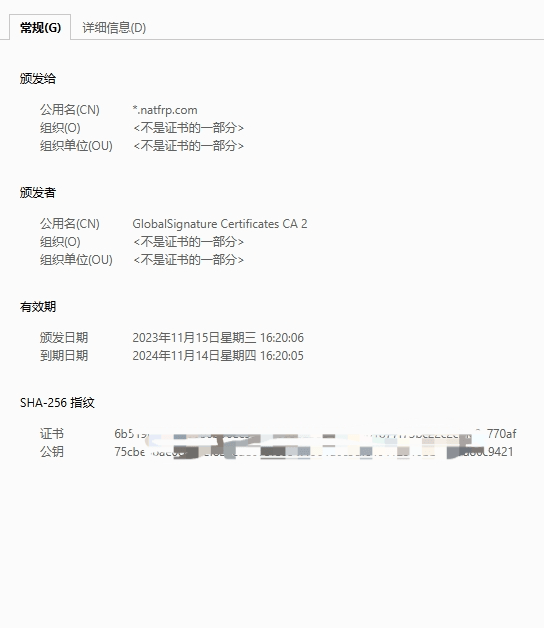 常规(G) 详细信息(D)
颁发给
公用名(CN) *.natfrp.com
组织(O) <不是证书的一部分>
组织单位(OU) <不是证书的一部分>
颁发者
公用名(CN) GlobalSignature Certificates CA 2
组织(O) <不是证书的一部分>
组织单位(OU) <不是证书的一部分>
有效期
颁发日期 2023年11月15日星期三 16:20:06
到期日期 2024年11月14日星期四 16:20:05
SHA-256 指纹
证书 6b519 770af
公钥 75cbe c9421